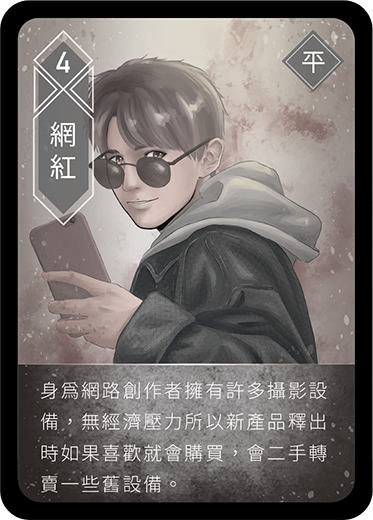 4
網紅
平
身為網路創作者擁有許多攝影設
備，無經濟壓力所以新產品釋出
時如果喜歡就會購買，會二手轉
賣一些舊設備。